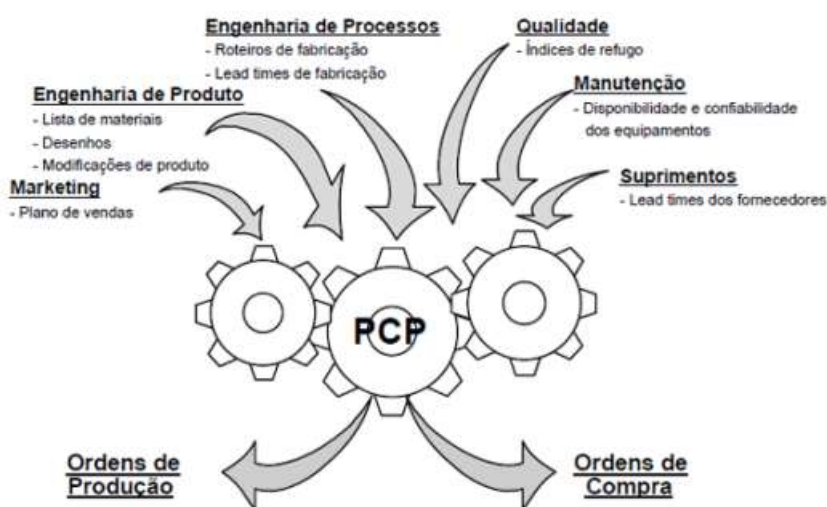 Engenharia de Processos
- Roteiros de fabricação
- Lead times de fabricação
Qualidade
- Índices de refugo
Engenharia de Produto
- Lista de materiais
- Desenhos
- Modificações de produto
Manutenção
- Disponibilidade e confiabilidade
dos equipamentos
Marketing
- Plano de vendas
Suprimentos
- Lead times dos fornecedores
PCP
Ordens de
Produção
Ordens de
Compra